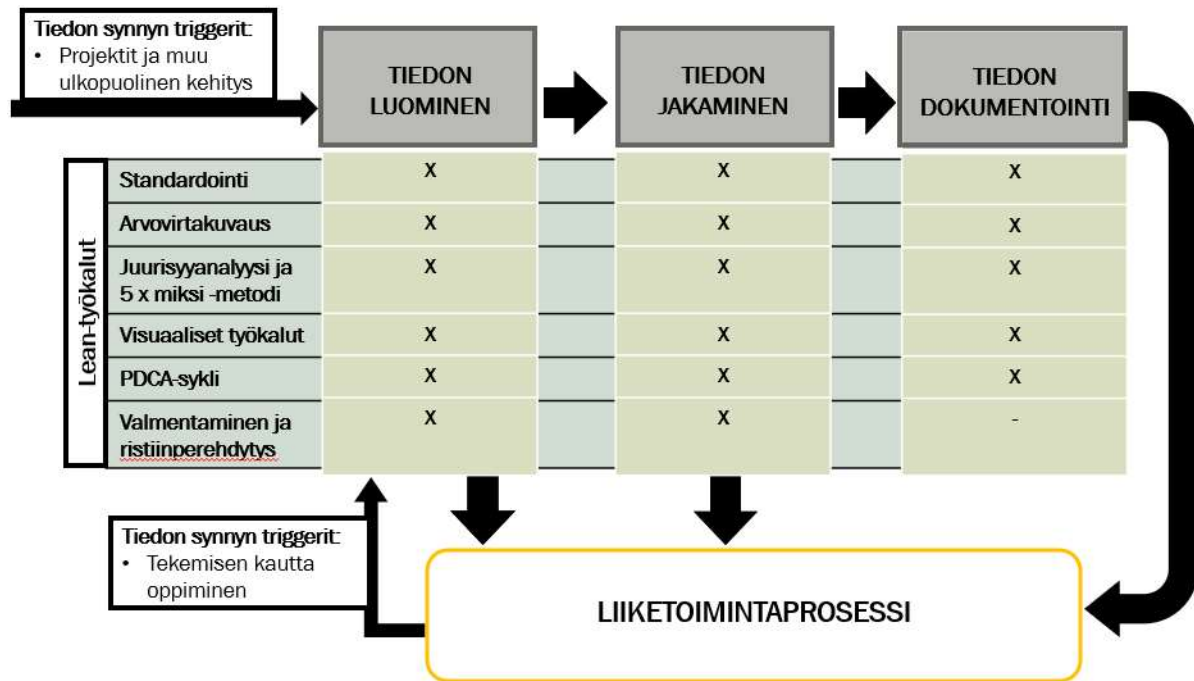 Tiedon synnyn triggerit:
• Projektit ja muu
ulkopuolinen kehitys
TIEDON
LUOMINEN
TIEDON
JAKAMINEN
TIEDON
DOKUMENTOINTI
Lean-työkalut
Standardointi X X X
Arvovirtakuvaus X X X
Juurisyyanalyysi ja
5 x miksi -metodi X X X
Visuaaliset työkalut X X X
PDCA-sykli X X X
Valmentaminen ja
ristiinperehdytys X X -
Tiedon synnyn triggerit:
• Tekemisen kautta
oppiminen
LIIKETOIMINTAPROSESSI